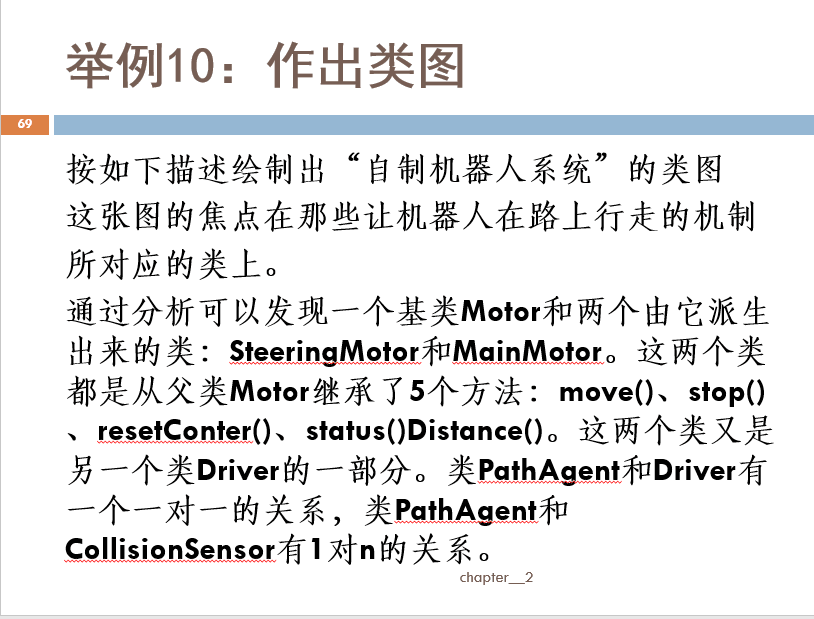 举例10：作出类图
69
按如下描述绘制出“自制机器人系统”的类图
这张图的焦点在那些让机器人在路上行走的机制
所对应的类上。
通过分析可以发现一个基类Motor和两个由它派生
出来的类：SteeringMotor和MainMotor。这两个类
都是从父类Motor继承了5个方法：move()、stop()
、resetConter()、status()Distance()。这两个类又是
另一个类Driver的一部分。类PathAgent和Driver有
一个一对一的关系，类PathAgent和
CollisionSensor有1对n的关系。
chapter__2